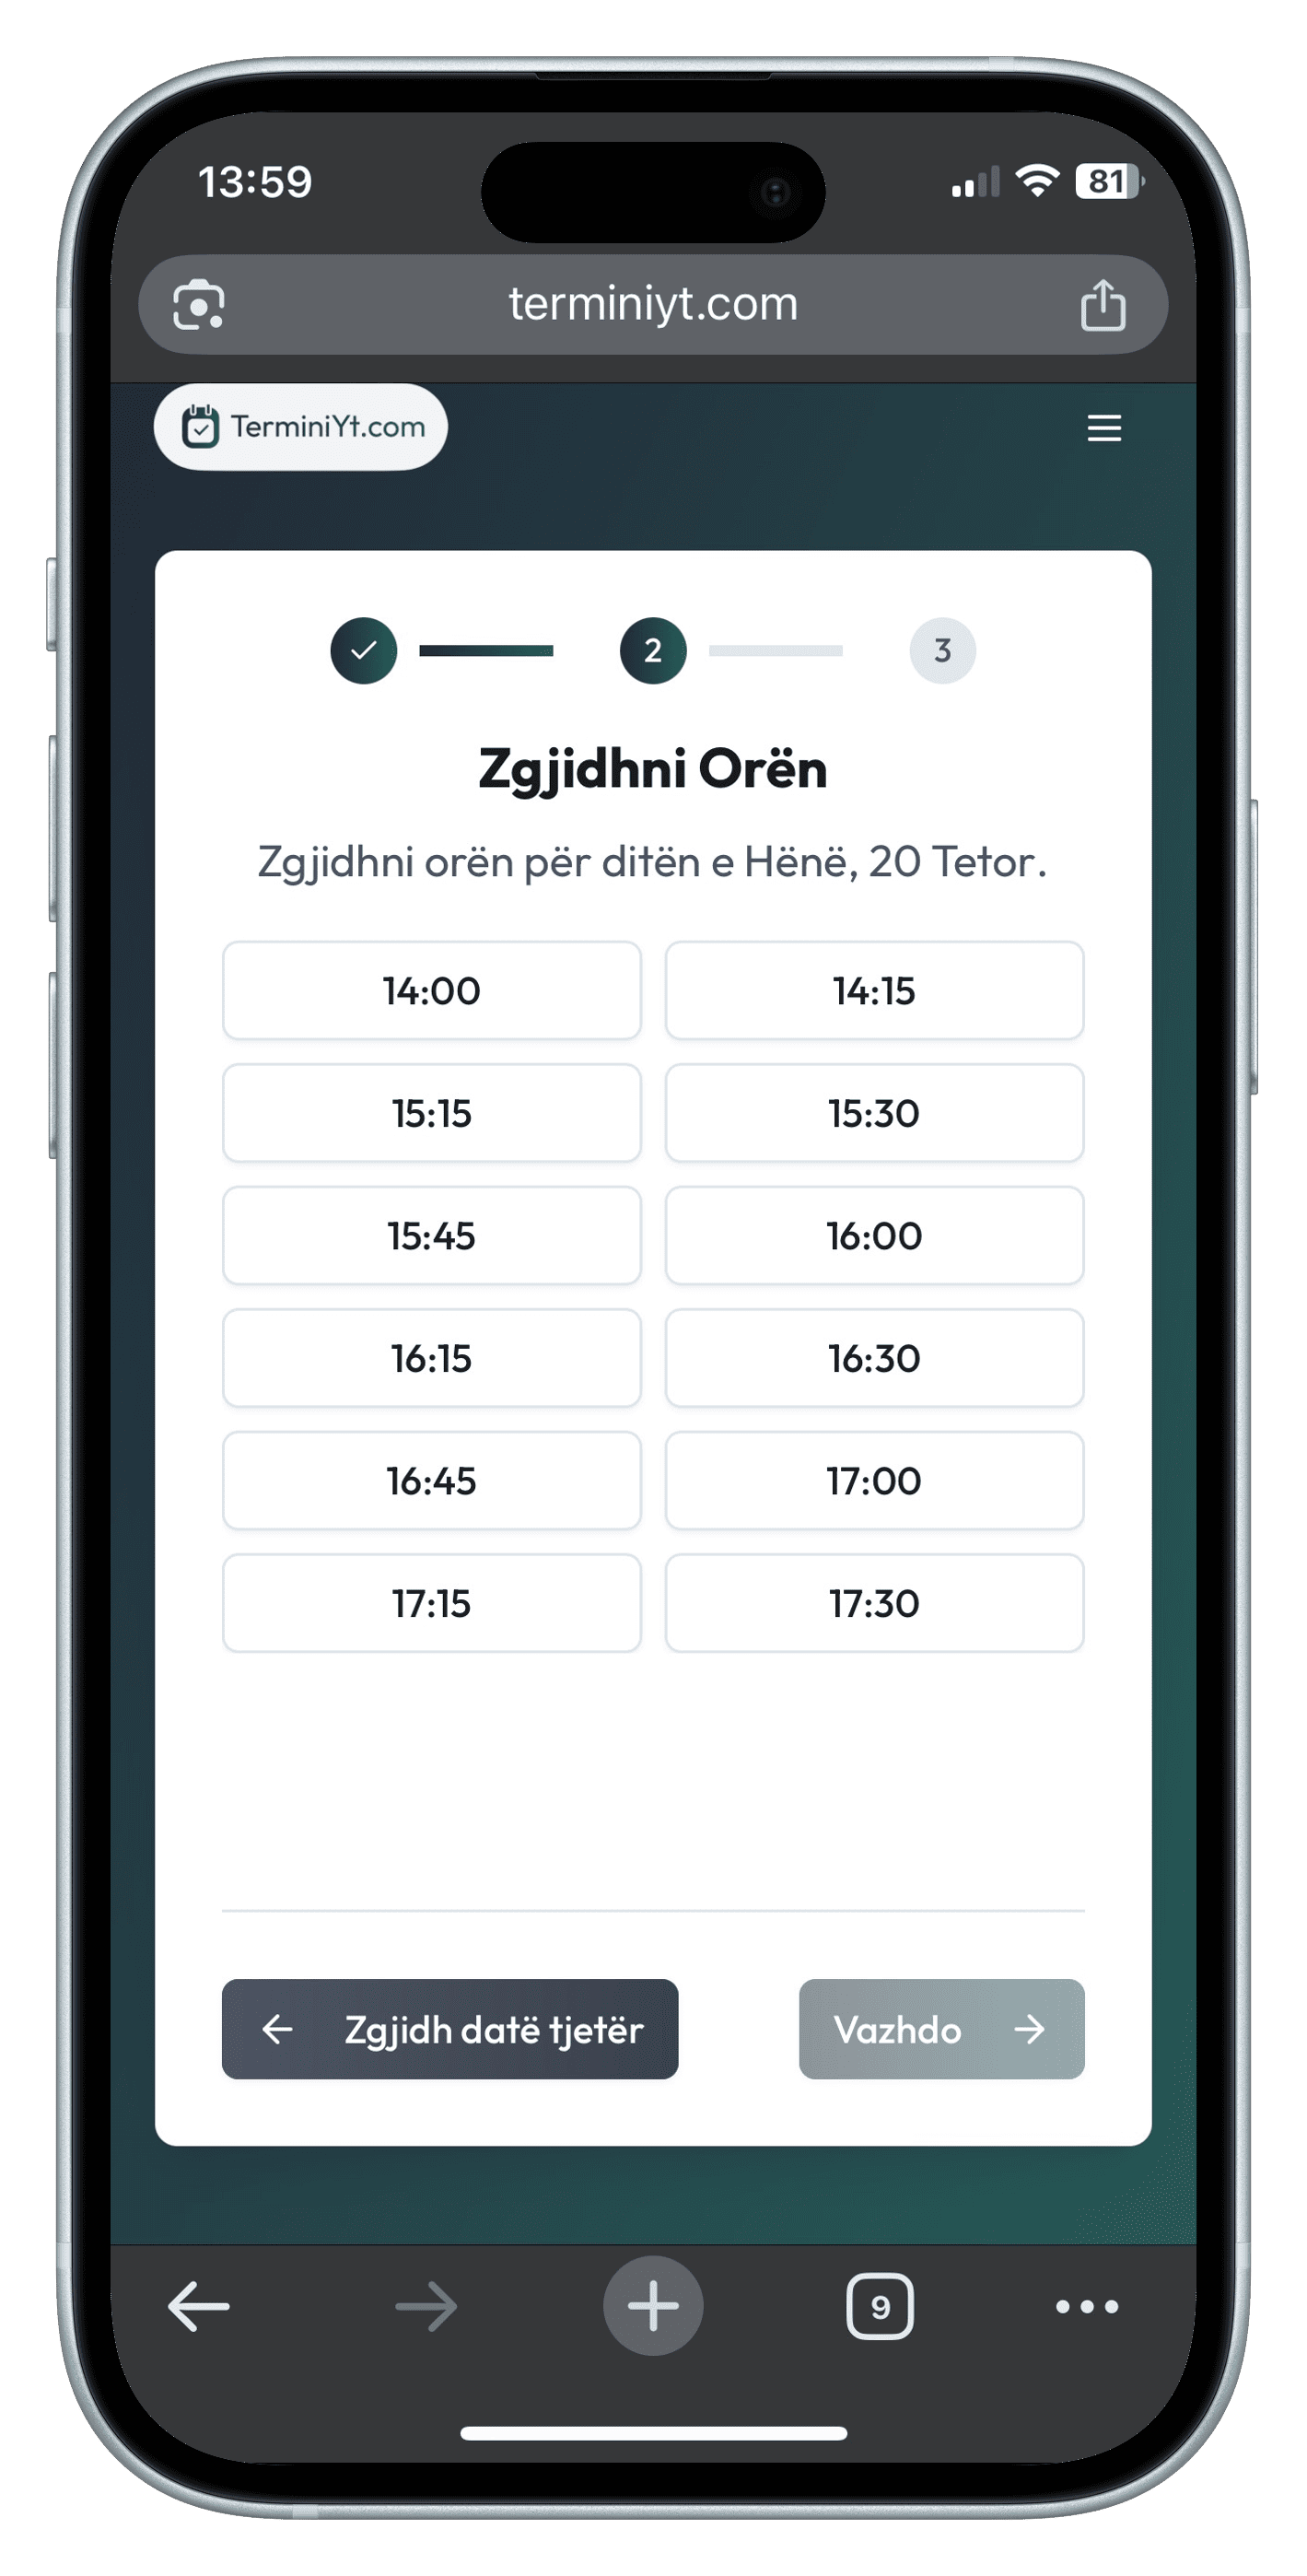 13:59
81
terminiyt.com
TerminiYt.com
2
3
Zgjidhni Orën
Zgjidhni orën për ditën e Hënë, 20 Tetor.
14:00
14:15
15:15
15:30
15:45
16:00
16:15
16:30
16:45
17:00
17:15
17:30
Zgjidh datë tjetër
Vazhdo
9